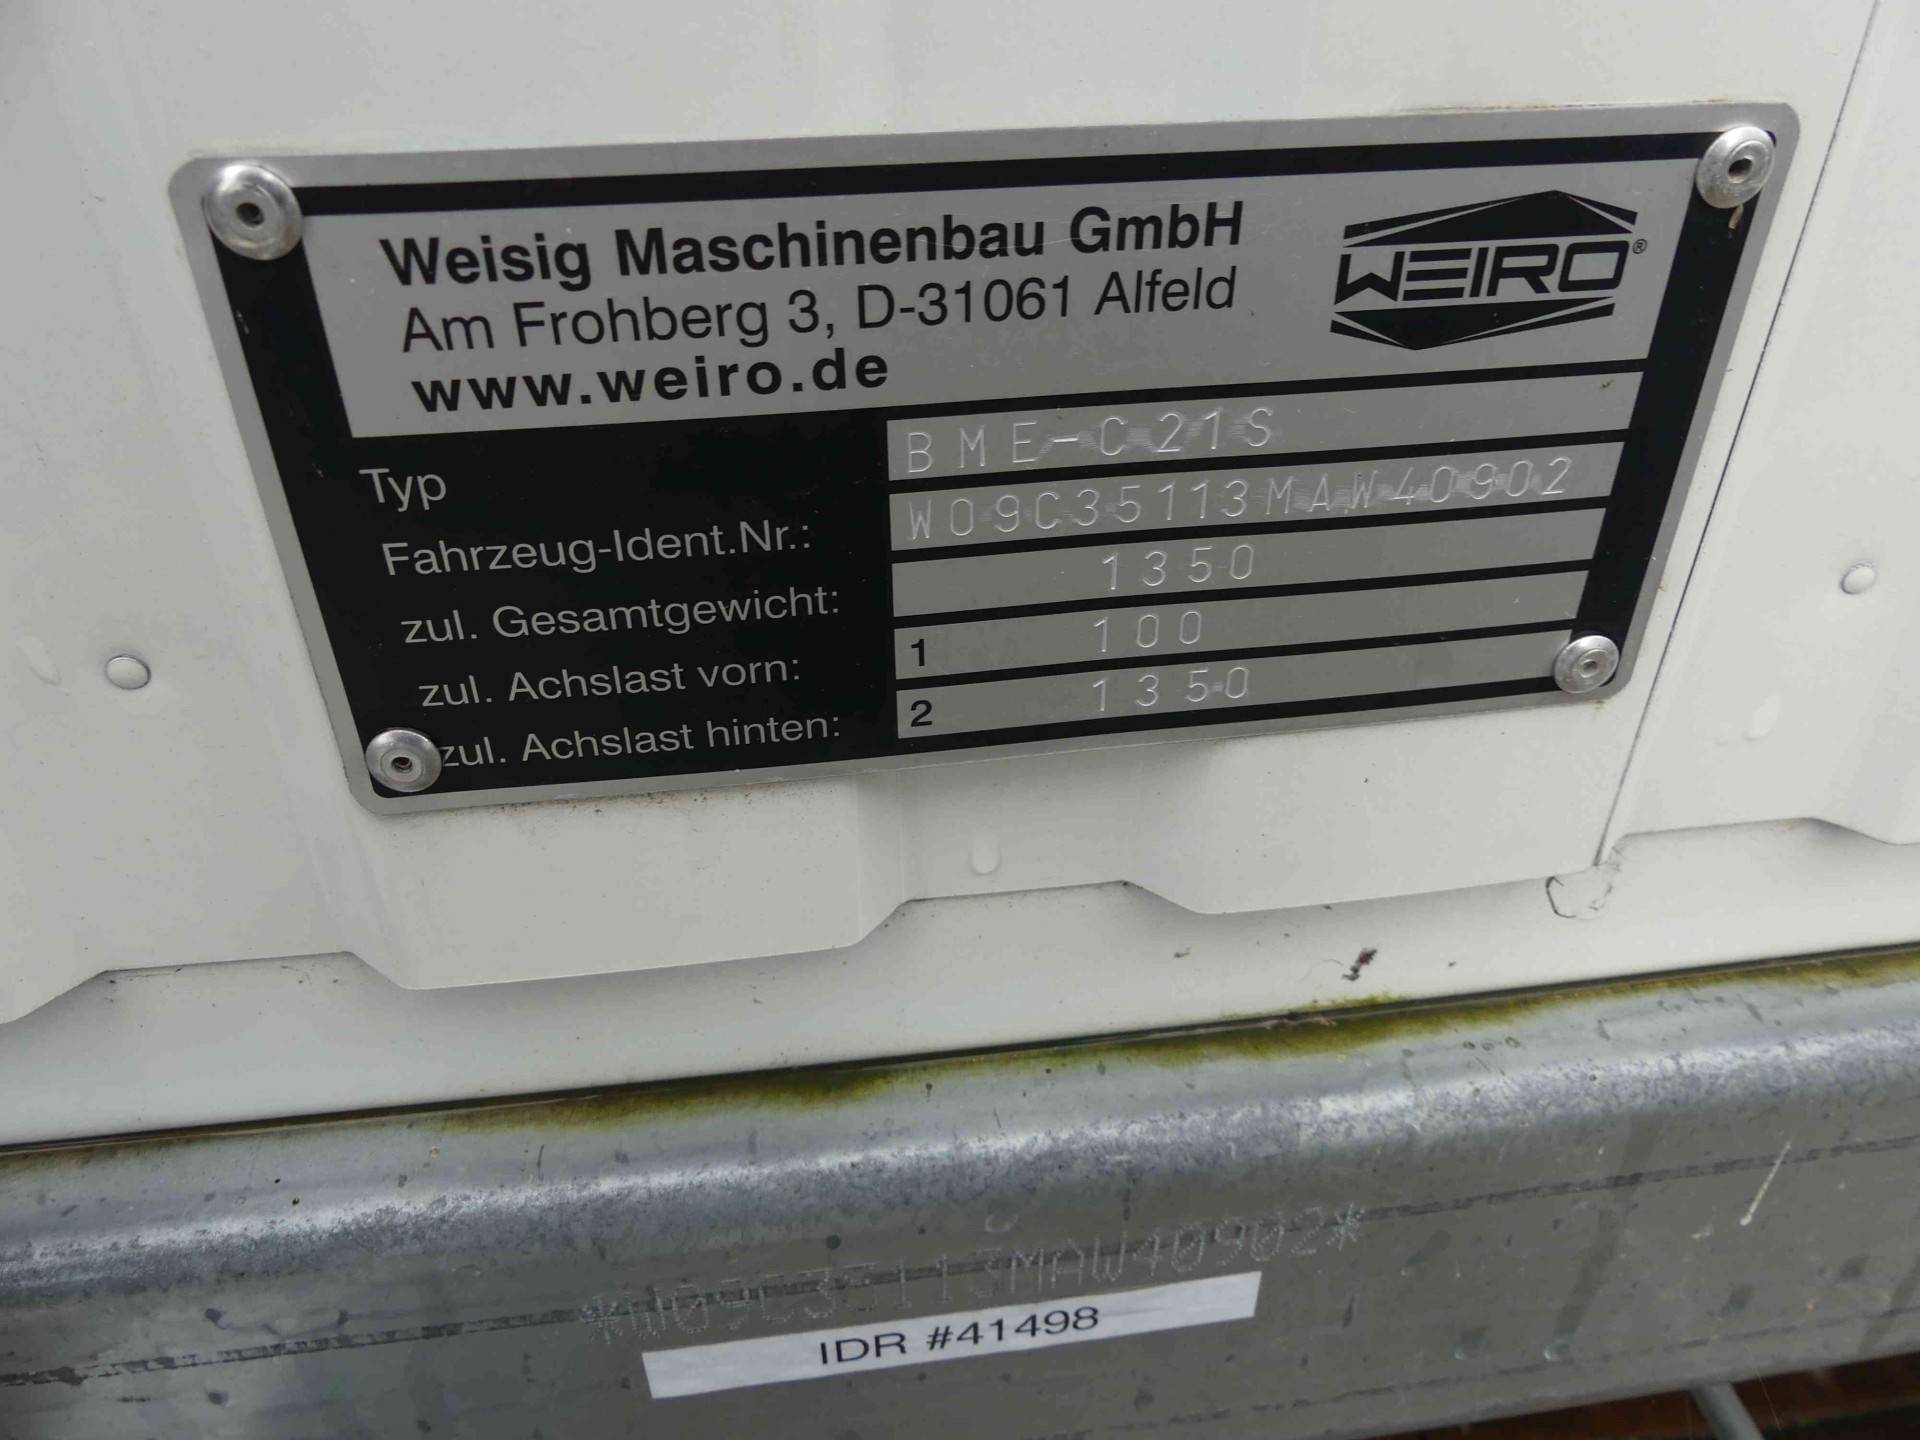 Weisig Maschinenbau GmbH
Am Frohberg 3, D-31061 Alfeld
www.weiro.de
WEIRO®
Typ BME-C21S
Fahrzeug-Ident.Nr.: W09C35113MAW40902
zul. Gesamtgewicht: 1350
zul. Achslast vorn: 1 100
zul. Achslast hinten: 2 1350
*W09C35113MAW40902*
IDR #41498